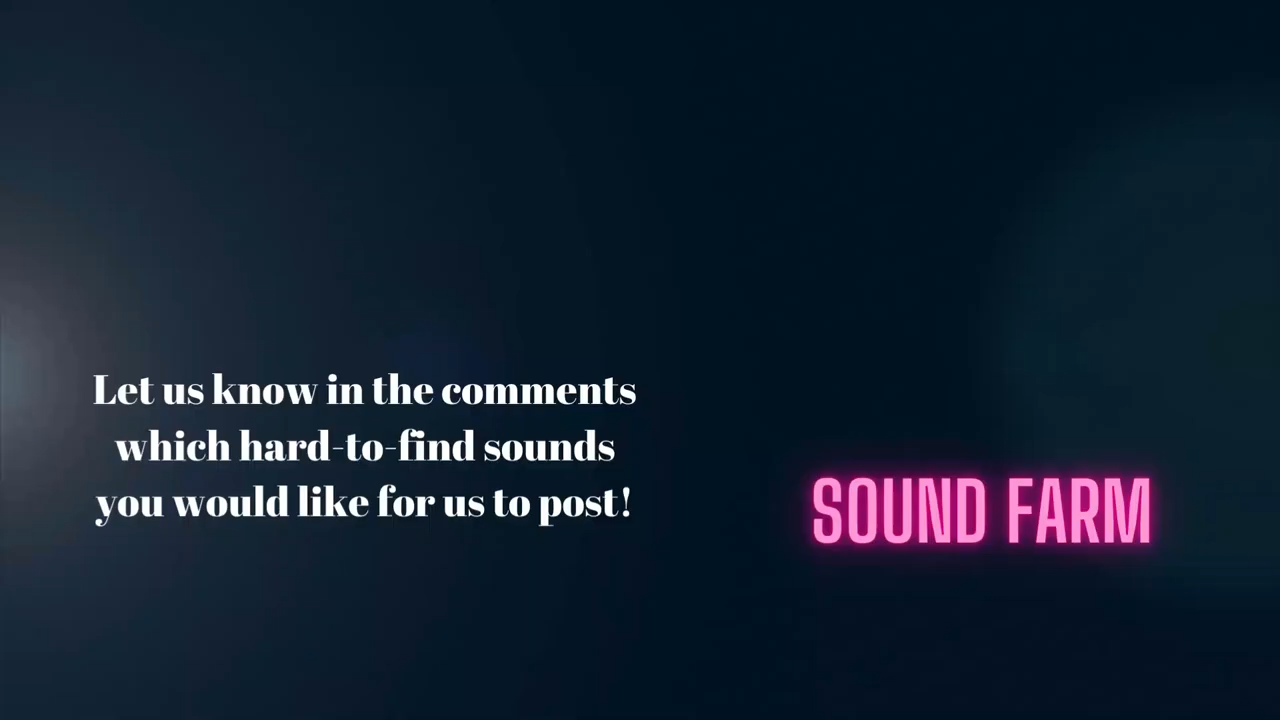 Let us know in the comments
which hard-to-find sounds
you would like for us to post!
SOUND FARM